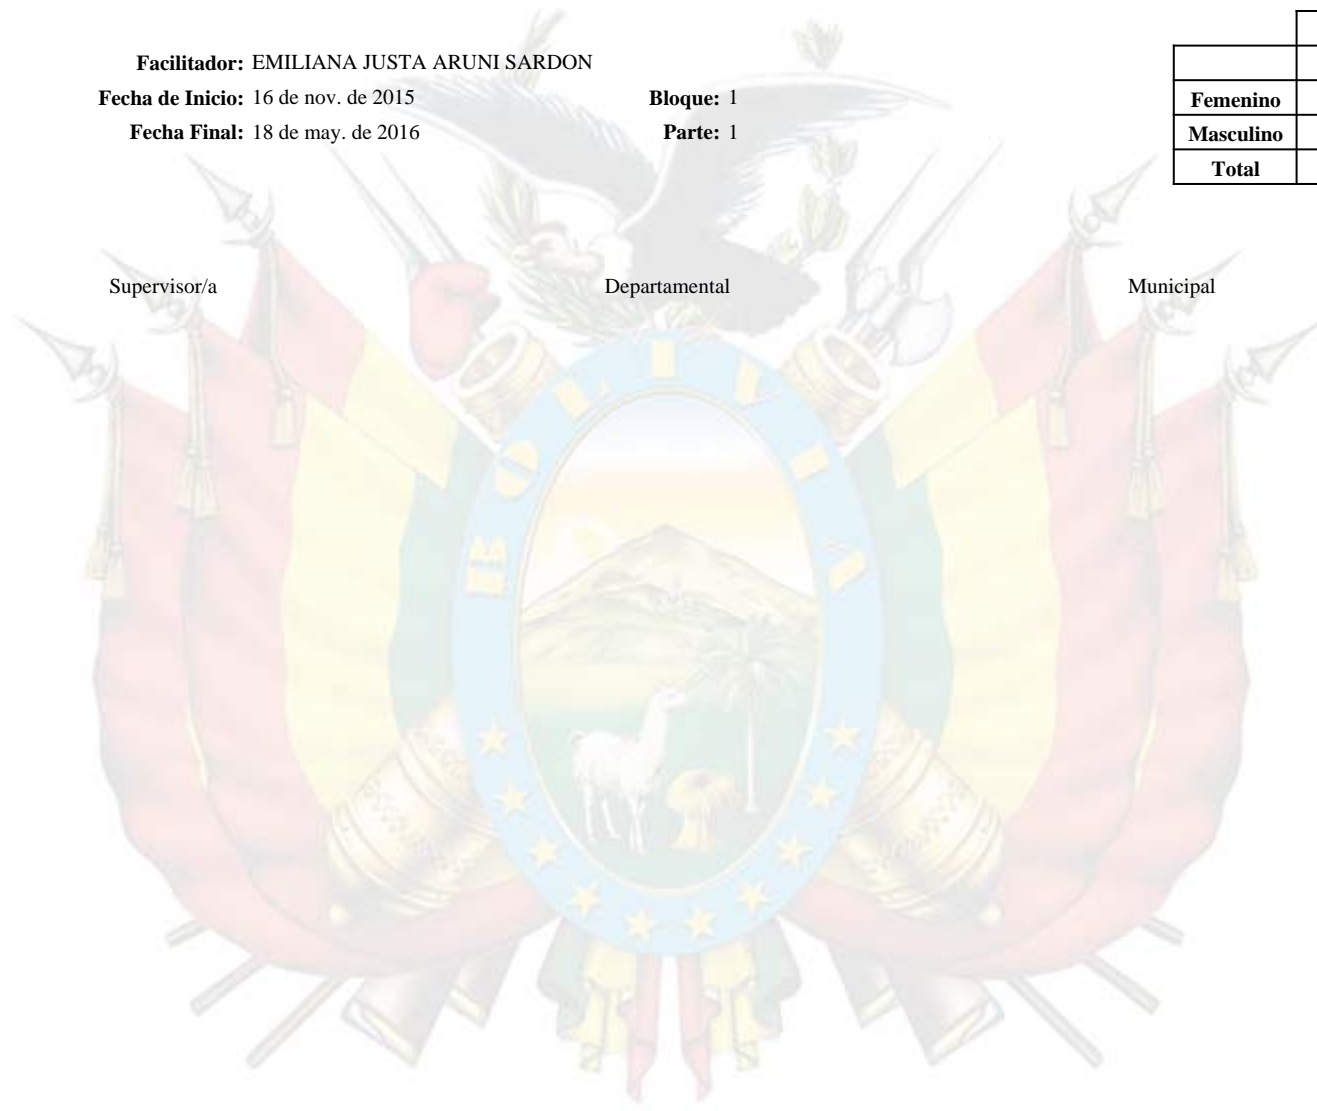 Facilitador: EMILIANA JUSTA ARUNI SARDON
Fecha de Inicio: 16 de nov. de 2015 Bloque: 1
Fecha Final: 18 de may. de 2016 Parte: 1
Femenino
Masculino
Total
Supervisor/a Departamental Municipal
BOLIVIA